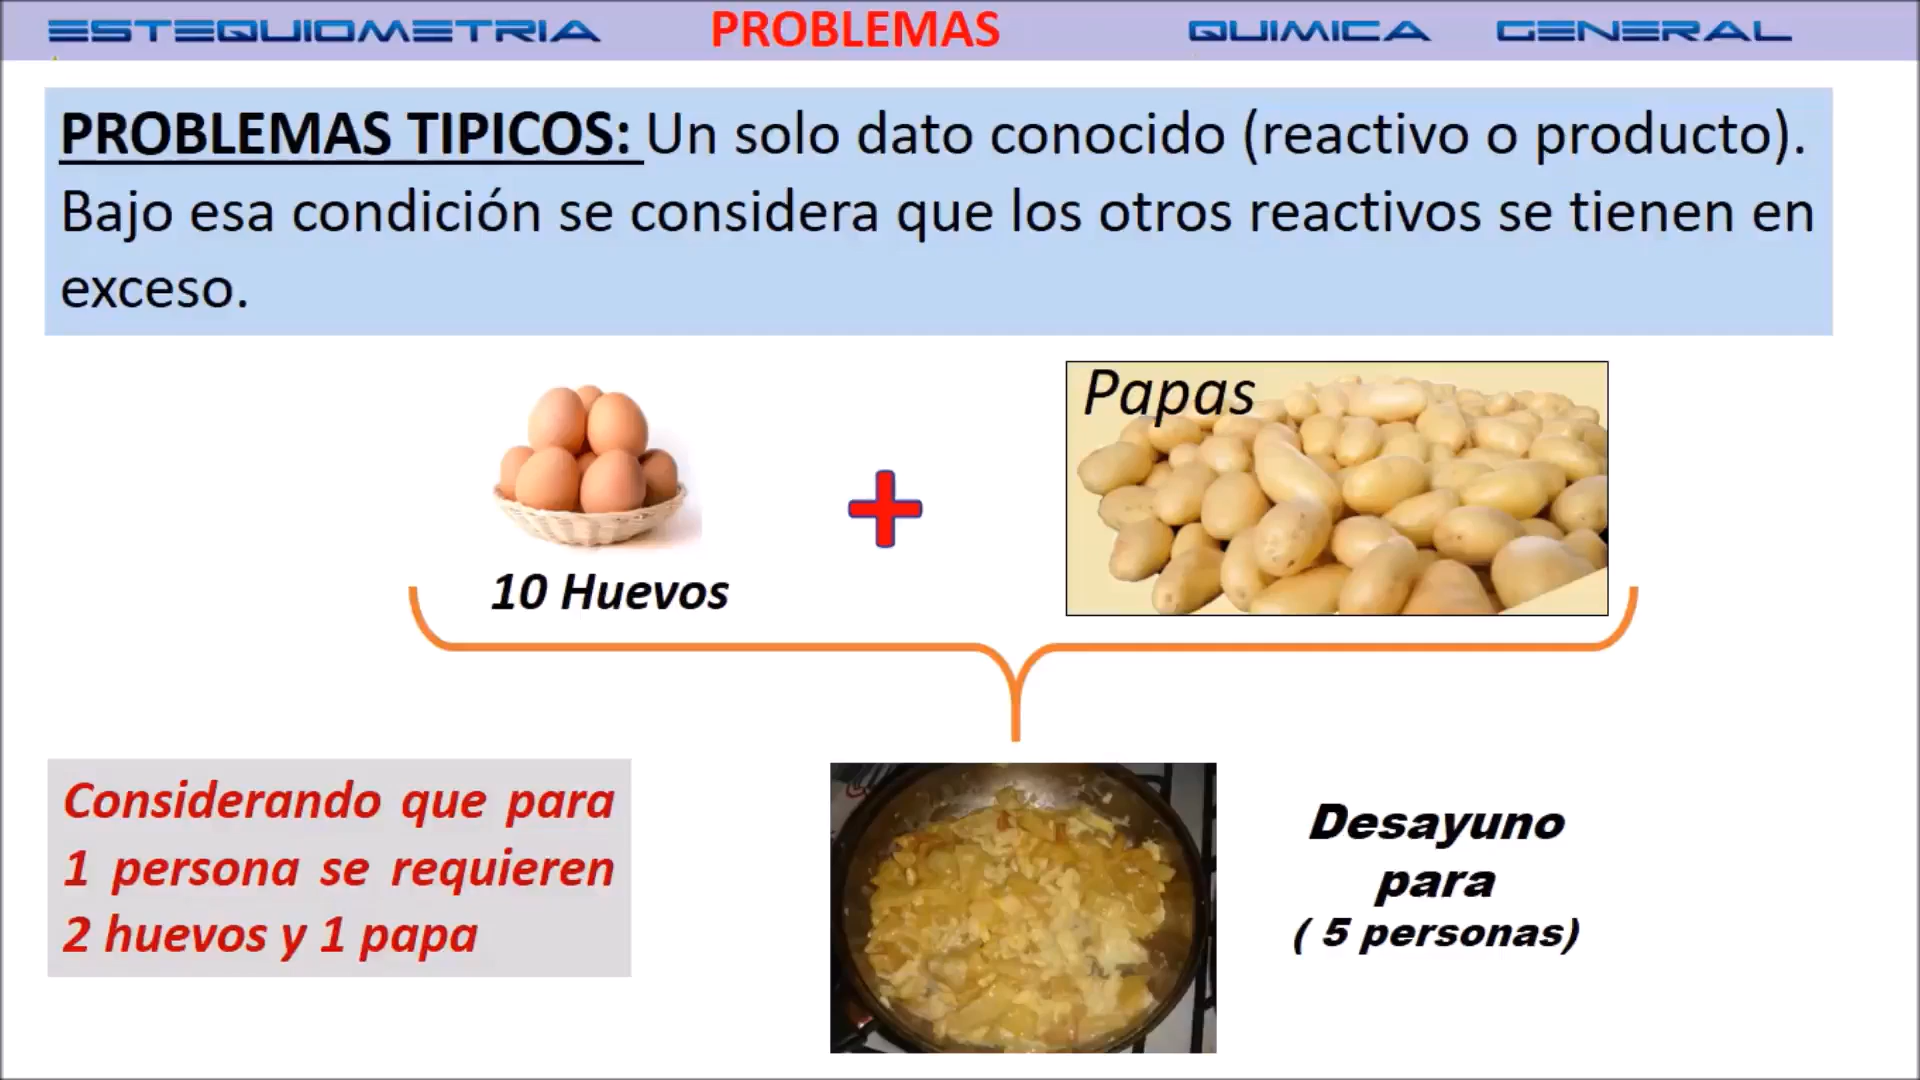 ESTEQUIOMETRIA PROBLEMAS QUIMICA GENERAL
PROBLEMAS TIPICOS: Un solo dato conocido (reactivo o producto).
Bajo esa condición se considera que los otros reactivos se tienen en
exceso.
Papas
10 Huevos
Considerando que para
1 persona se requieren
2 huevos y 1 papa
Desayuno
para
( 5 personas)